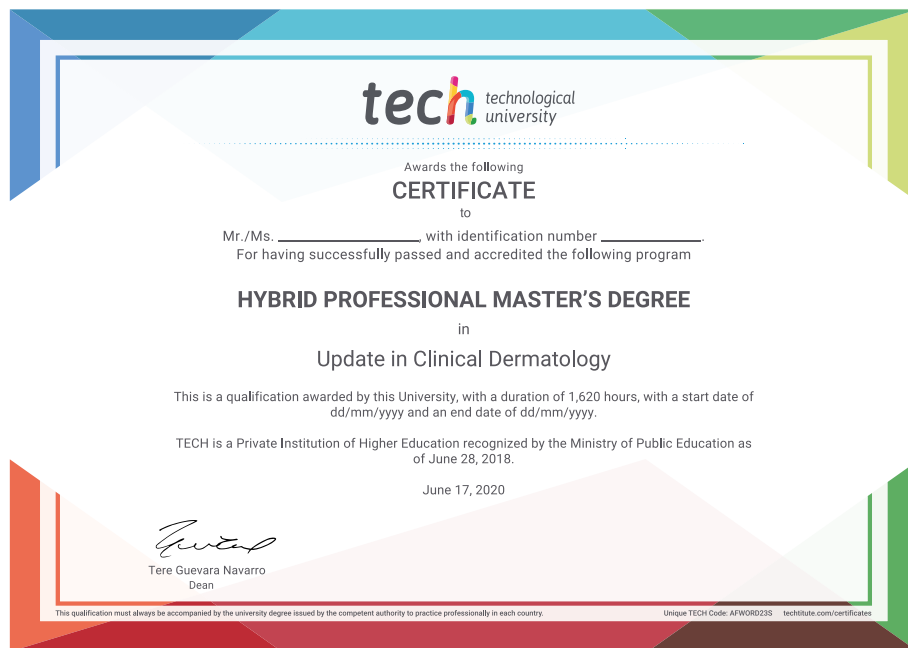 tech technological
university
Awards the following
CERTIFICATE
to
Mr./Ms. ____________, with identification number ____________.
For having successfully passed and accredited the following program
HYBRID PROFESSIONAL MASTER'S DEGREE
in
Update in Clinical Dermatology
This is a qualification awarded by this University, with a duration of 1,620 hours, with a start date of
dd/mm/yyyy and an end date of dd/mm/yyyy.
TECH is a Private Institution of Higher Education recognized by the Ministry of Public Education as
of June 28, 2018.
June 17, 2020
Tere Guevara Navarro
Dean
This qualification must always be accompanied by the university degree issued by the competent authority to practice professionally in each country. Unique TECH Code: AFWORD23S techtitute.com/certificates